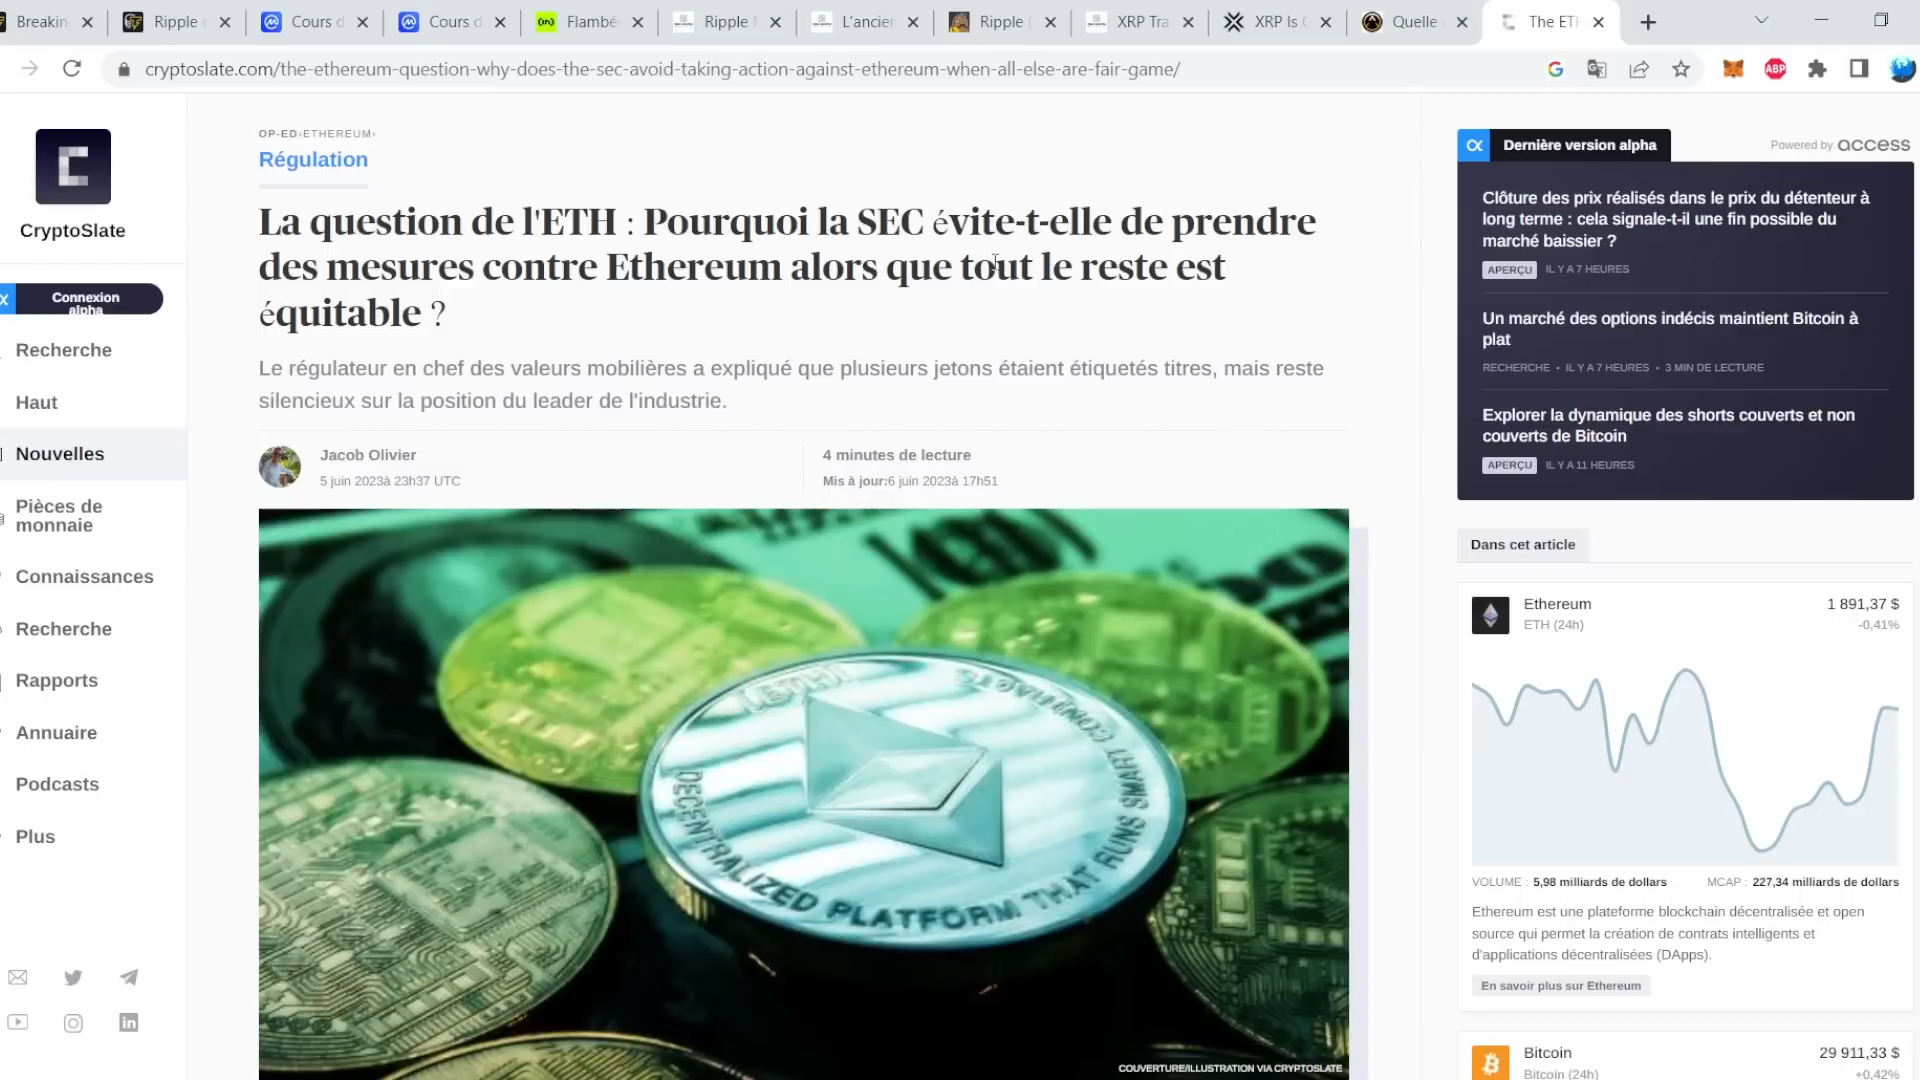 Breakin
Ripple
Cours d
Cours d
Flambé
Ripple
L'ancien
Ripple
XRP Tra
XRP Is
Quelle
The ETH
cryptoslate.com/the-ethereum-question-why-does-the-sec-avoid-taking-action-against-ethereum-when-all-else-are-fair-game/
ABP
CryptoSlate
Connexion
alpha
Recherche
Haut
Nouvelles
Pièces de
monnaie
Connaissances
Recherche
Rapports
Annuaire
Podcasts
Plus
OP-ED›ETHEREUM›
Régulation
La question de l'ETH : Pourquoi la SEC évite-t-elle de prendre
des mesures contre Ethereum alors que tout le reste est
équitable ?
Le régulateur en chef des valeurs mobilières a expliqué que plusieurs jetons étaient étiquetés titres, mais reste
silencieux sur la position du leader de l'industrie.
Jacob Olivier
5 juin 2023à 23h37 UTC
4 minutes de lecture
Mis à jour:6 juin 2023à 17h51
DECENTRALIZED PLATFORM THAT RUNS SMART CONTRACTS
COUVERTURE/ILLUSTRATION VIA CRYPTOSLATE
α Dernière version alpha
Powered by access
Clôture des prix réalisés dans le prix du détenteur à
long terme : cela signale-t-il une fin possible du
marché baissier ?
APERÇU IL Y A 7 HEURES
Un marché des options indécis maintient Bitcoin à
plat
RECHERCHE • IL Y A 7 HEURES • 3 MIN DE LECTURE
Explorer la dynamique des shorts couverts et non
couverts de Bitcoin
APERÇU IL Y A 11 HEURES
Dans cet article
Ethereum 1 891,37 $
ETH (24h) -0,41%
VOLUME : 5,98 milliards de dollars MCAP : 227,34 milliards de dollars
Ethereum est une plateforme blockchain décentralisée et open
source qui permet la création de contrats intelligents et
d'applications décentralisées (DApps).
En savoir plus sur Ethereum
Bitcoin 29 911,33 $
Bitcoin (24h) +0,42%